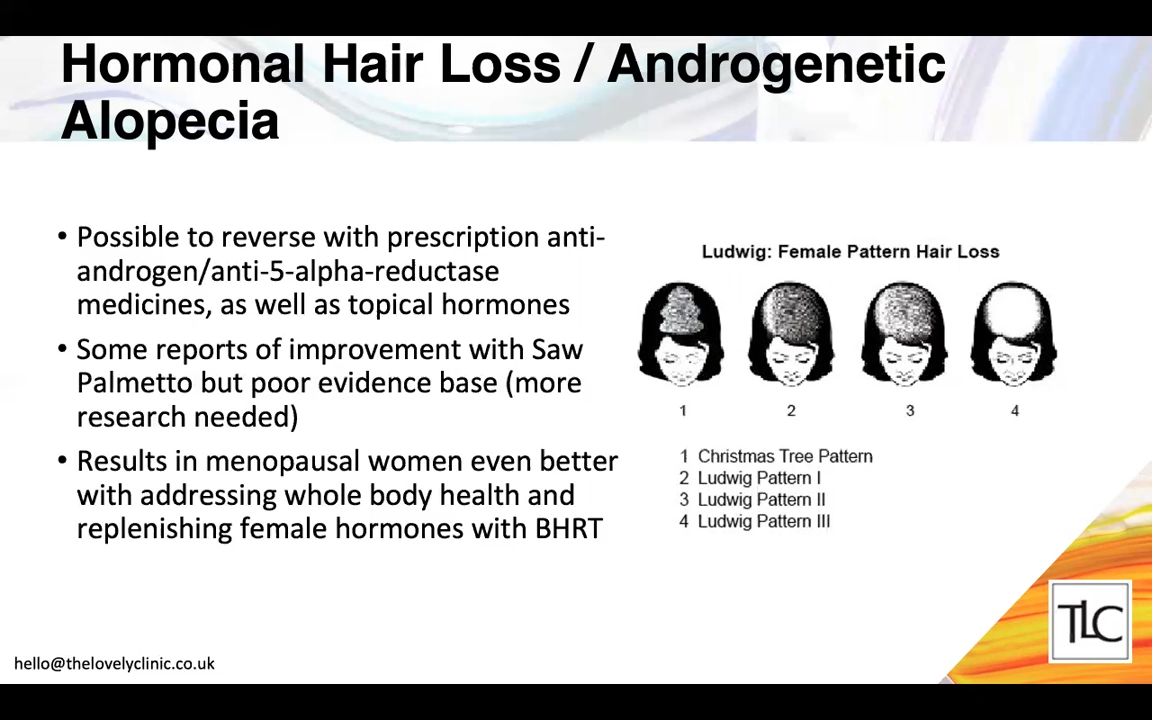 Hormonal Hair Loss / Androgenetic
Alopecia
• Possible to reverse with prescription anti-
androgen/anti-5-alpha-reductase
medicines, as well as topical hormones
• Some reports of improvement with Saw
Palmetto but poor evidence base (more
research needed)
• Results in menopausal women even better
with addressing whole body health and
replenishing female hormones with BHRT
Ludwig: Female Pattern Hair Loss
1 2 3 4
1 Christmas Tree Pattern
2 Ludwig Pattern I
3 Ludwig Pattern II
4 Ludwig Pattern III
TLC
hello@thelovelyclinic.co.uk